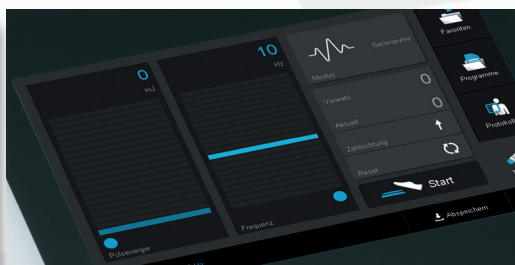 0
mJ
Pulsenergie
10
Hz
Frequenz
Serienpulse
Modus
Vorwahl
0
Aktuell
0
Zählrichtung
Reset
Start
Favoriten
Programme
Protokoll
Abspeichern
Hz